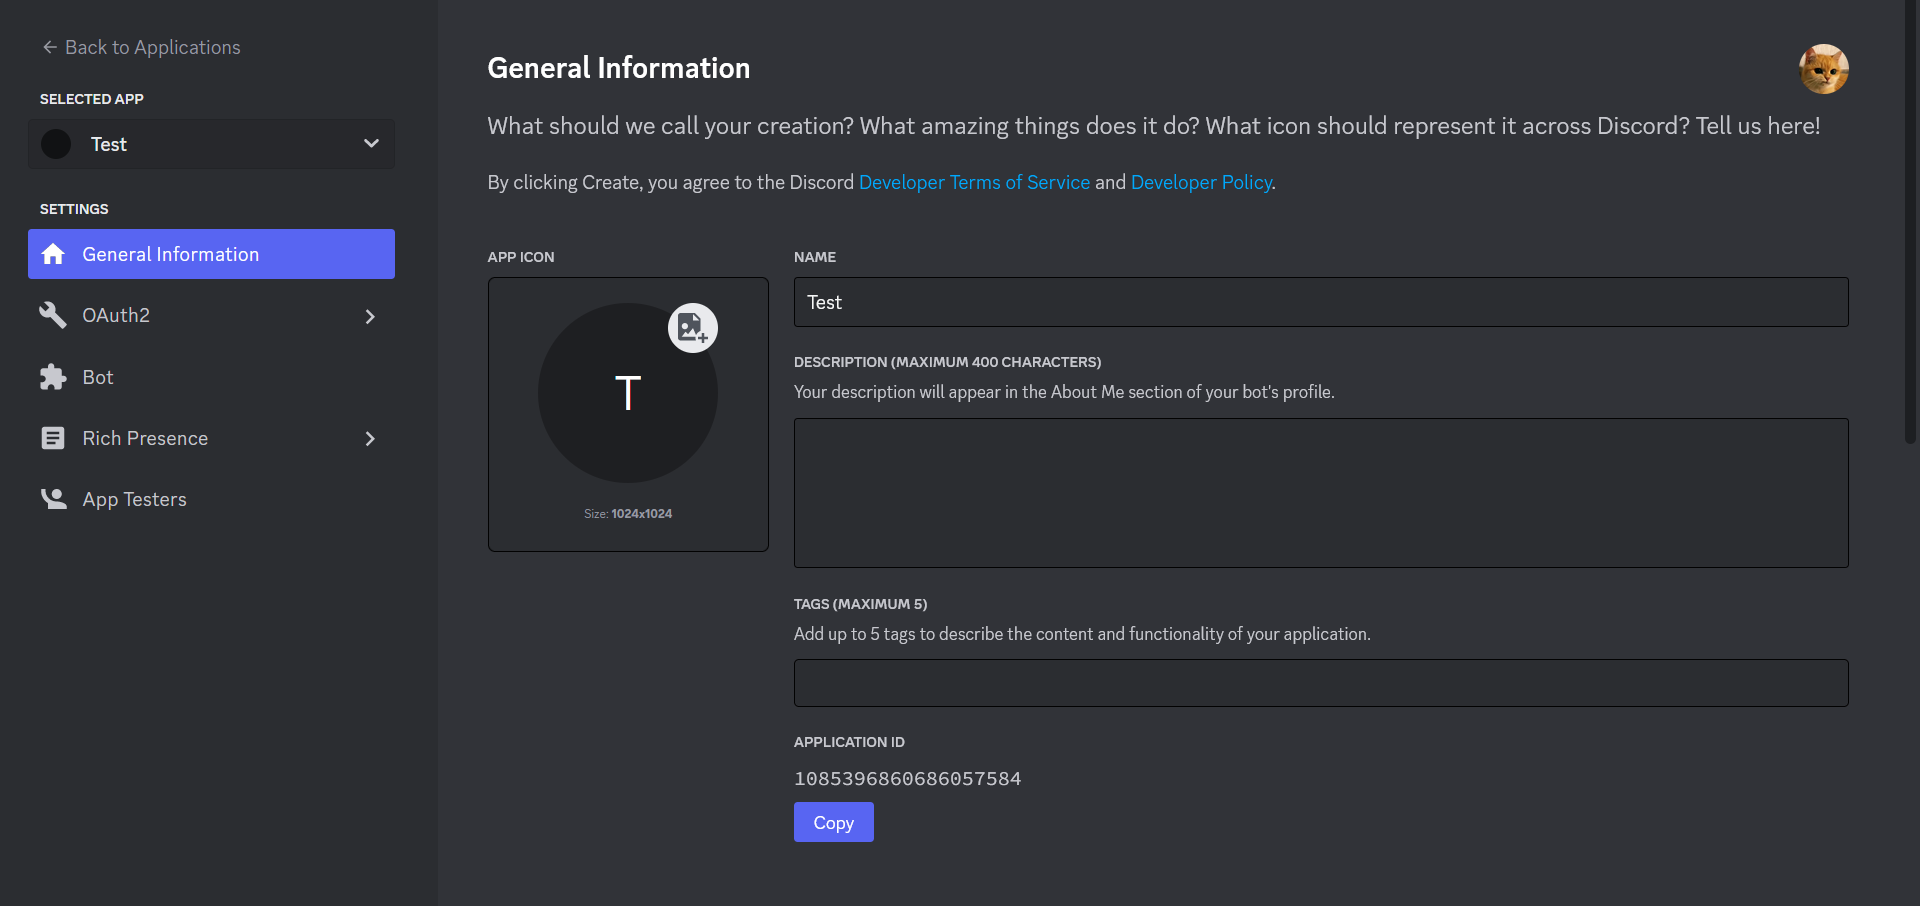 Back to Applications
SELECTED APP
Test
SETTINGS
General Information
OAuth2
Bot
Rich Presence
App Testers
General Information
What should we call your creation? What amazing things does it do? What icon should represent it across Discord? Tell us here!
By clicking Create, you agree to the Discord Developer Terms of Service and Developer Policy.
APP ICON
T
Size: 1024x1024
NAME
Test
DESCRIPTION (MAXIMUM 400 CHARACTERS)
Your description will appear in the About Me section of your bot's profile.
TAGS (MAXIMUM 5)
Add up to 5 tags to describe the content and functionality of your application.
APPLICATION ID
1085396860686057584
Copy